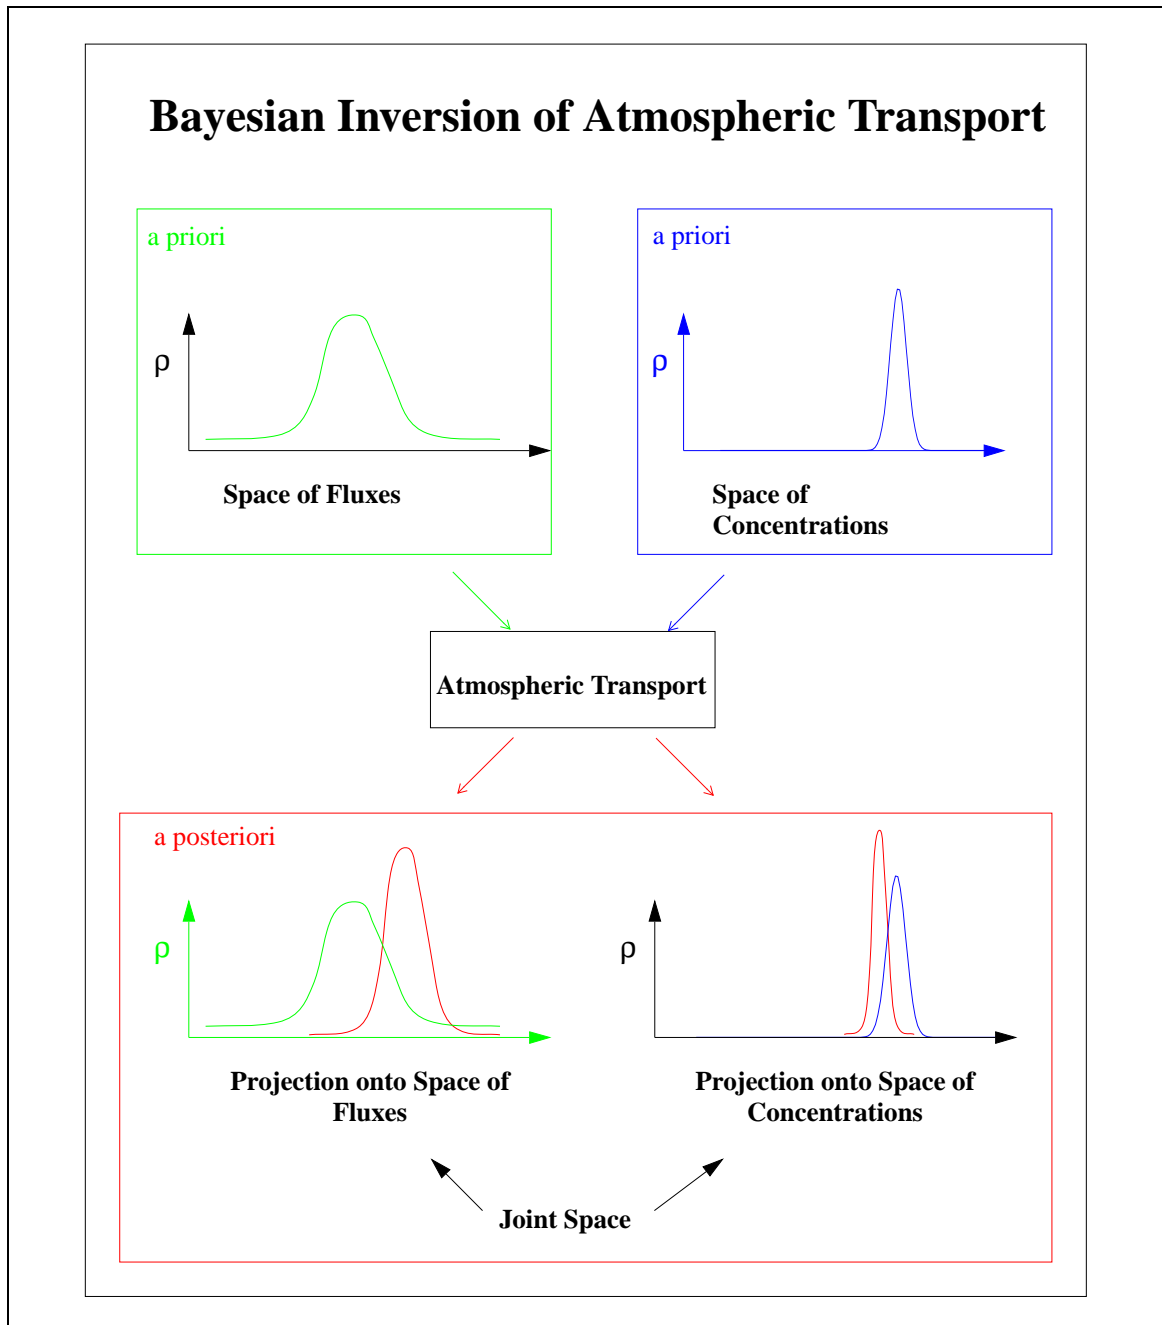 Bayesian Inversion of Atmospheric Transport
a priori
ρ
Space of Fluxes
a priori
ρ
Space of
Concentrations
Atmospheric Transport
a posteriori
ρ
Projection onto Space of
Fluxes
ρ
Projection onto Space of
Concentrations
Joint Space